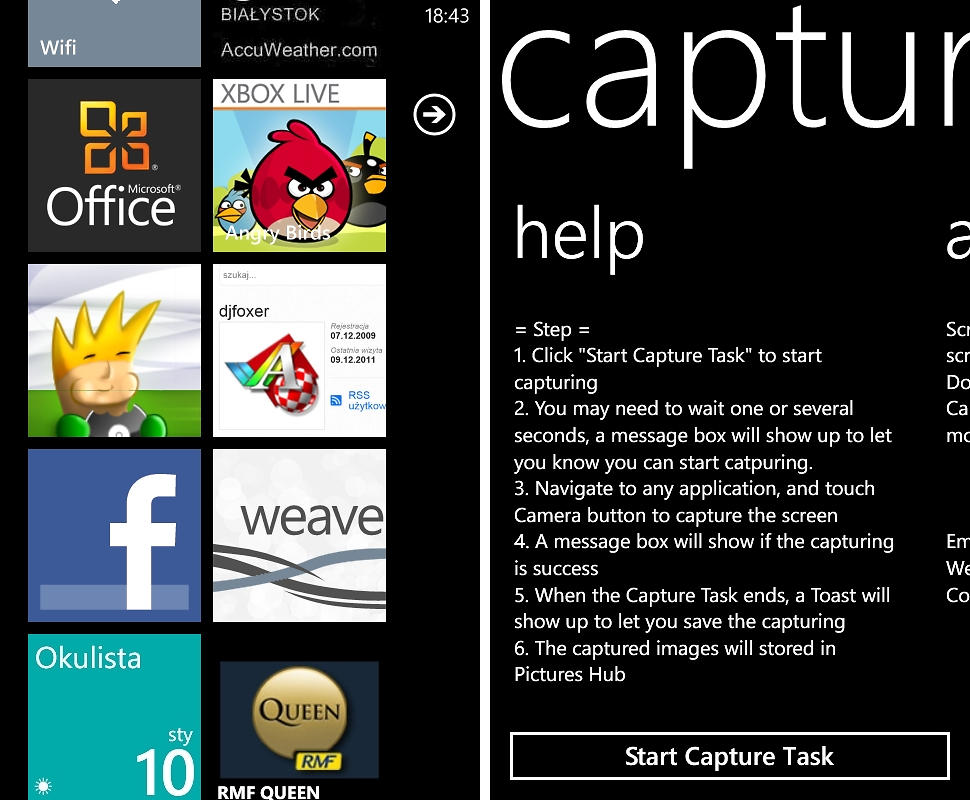 Wifi
BIAŁYSTOK
AccuWeather.com
18:43
Microsoft®
Office
XBOX LIVE
Angry Birds
szukaj...
djfoxer
Rejestracja
07.12.2009
Ostatnia wizyta
09.12.2011
RSS
użytkow
weave
Okulista
sty
10
QUEEN
RMF
RMF QUEEN
captur
help
= Step =
1. Click "Start Capture Task" to start
capturing
2. You may need to wait one or several
seconds, a message box will show up to let
you know you can start catpuring.
3. Navigate to any application, and touch
Camera button to capture the screen
4. A message box will show if the capturing
is success
5. When the Capture Task ends, a Toast will
show up to let you save the capturing
6. The captured images will stored in
Pictures Hub
Start Capture Task
a
Scr
scr
Do
Ca
mo
Em
We
Co